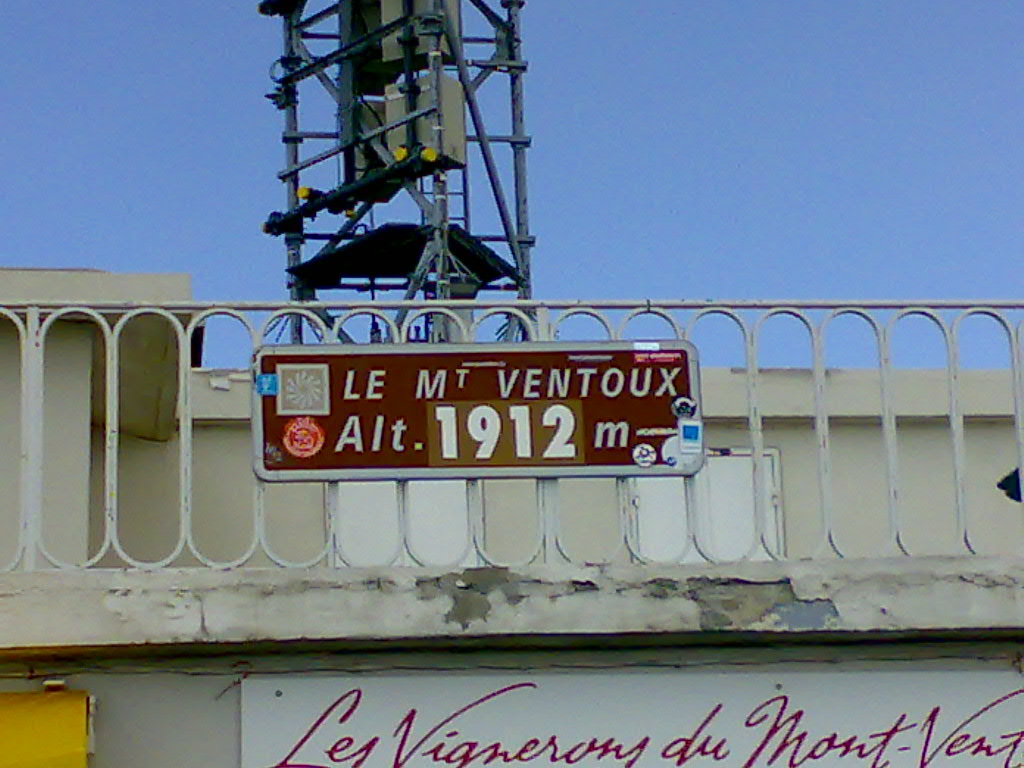 LE MT VENTOUX
Alt. 1912 m
Les Vignerons du Mont-Vent